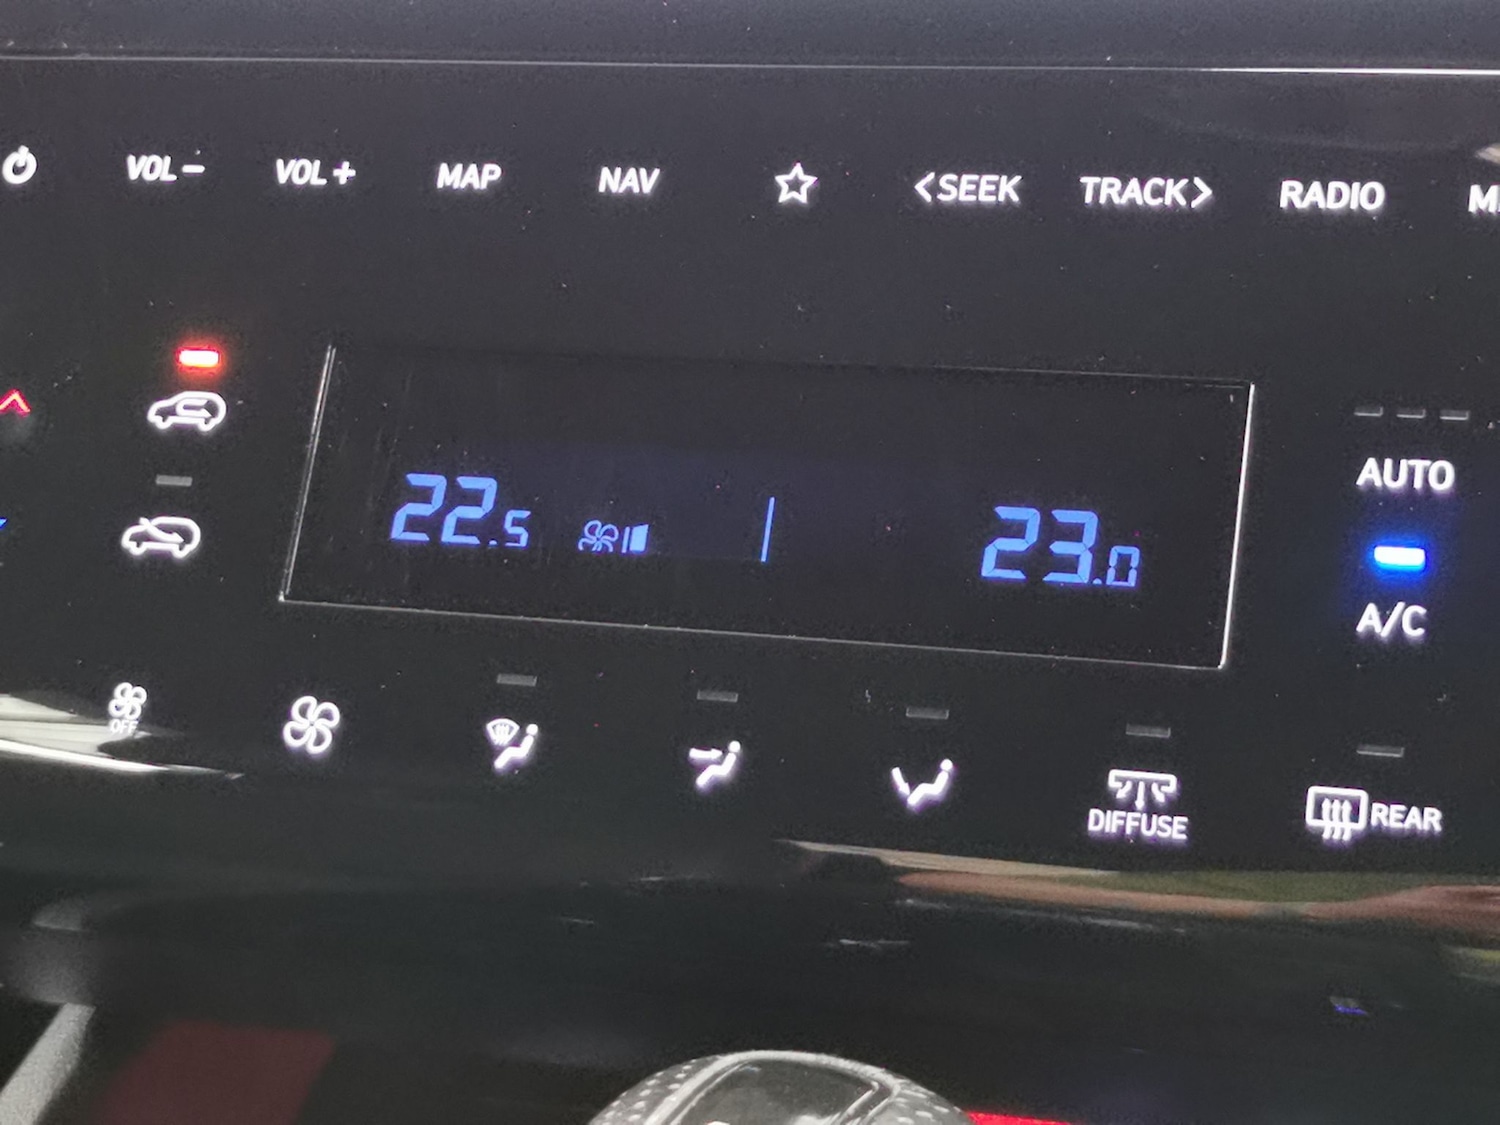 VOL− VOL+ MAP NAV <SEEK TRACK> RADIO
22.5 23.0
AUTO
A/C
OFF
DIFFUSE
REAR